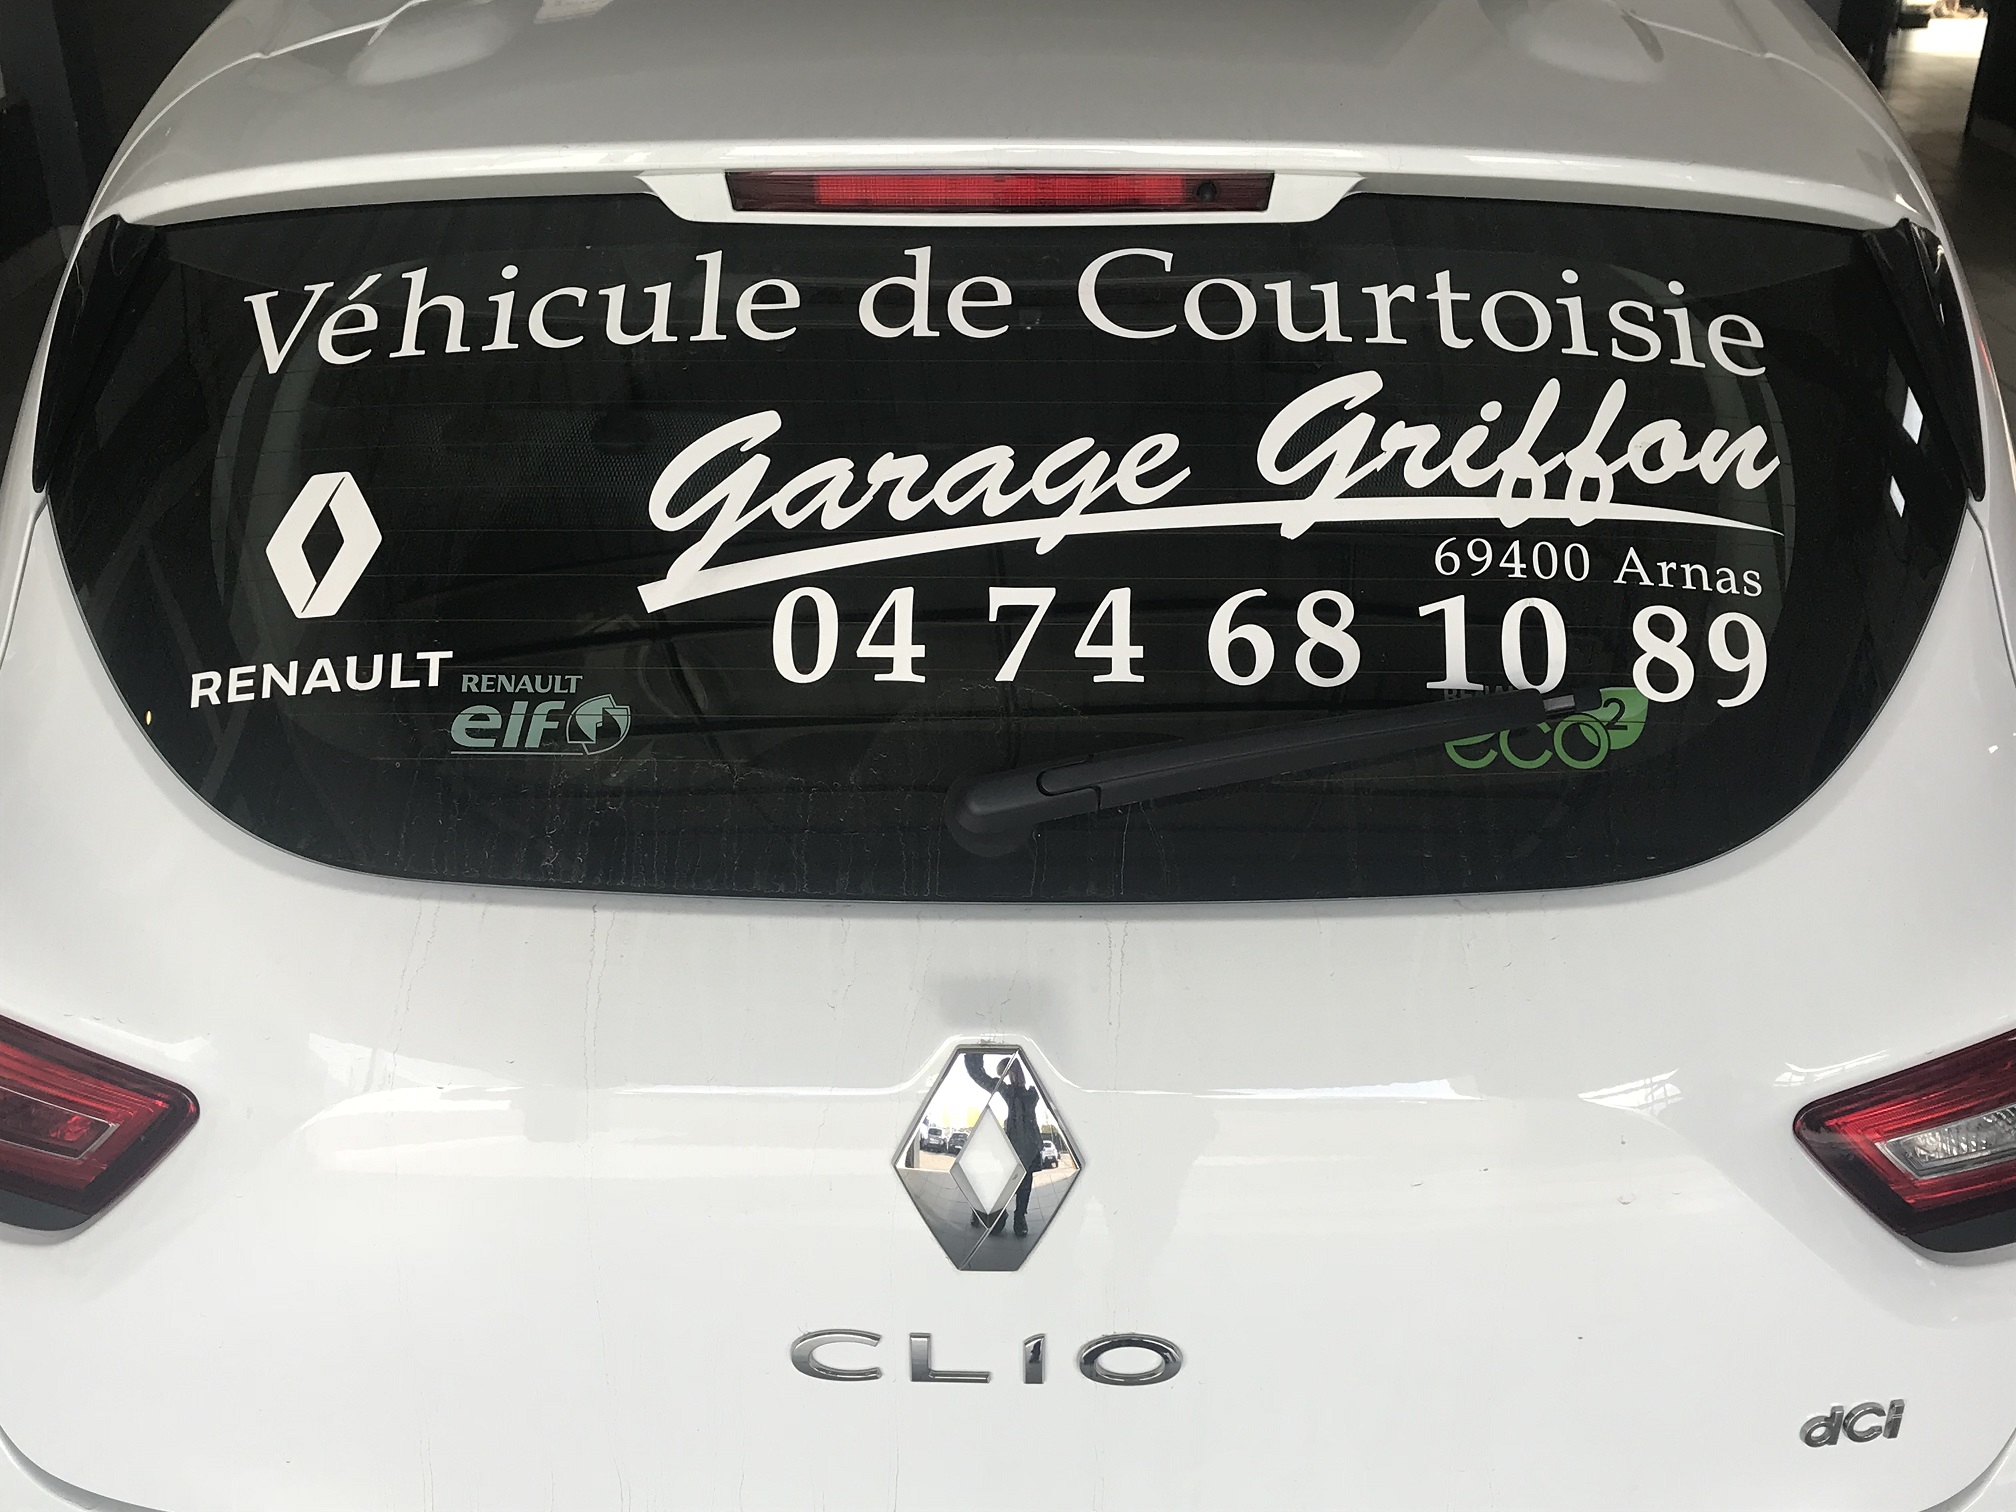 Véhicule de Courtoisie
Garage Griffon
69400 Arnas
04 74 68 10 89
RENAULT
RENAULT
elf
eco2
CLIO
dCi